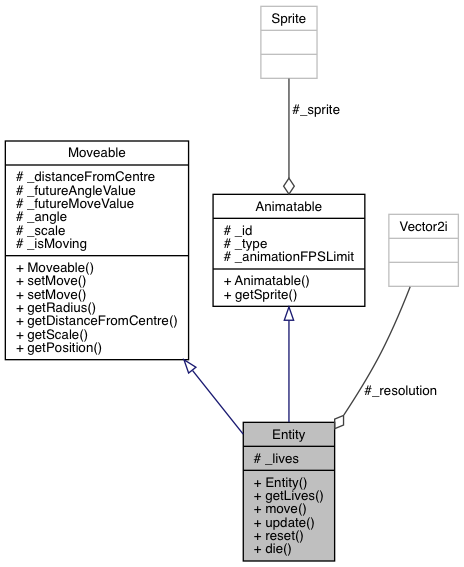 Sprite
#_sprite
Moveable
# _distanceFromCentre
# _futureAngleValue
# _futureMoveValue
# _angle
# _scale
# _isMoving
+ Moveable()
+ setMove()
+ setMove()
+ getRadius()
+ getDistanceFromCentre()
+ getScale()
+ getPosition()
Animatable
# _id
# _type
# _animationFPSLimit
+ Animatable()
+ getSprite()
Vector2i
#_resolution
Entity
# _lives
+ Entity()
+ getLives()
+ move()
+ update()
+ reset()
+ die()